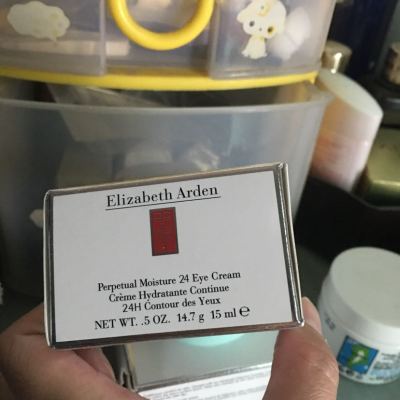 Elizabeth Arden
Perpetual Moisture 24 Eye Cream
Crème Hydratante Continue
24H Contour des Yeux
NET WT. .5 OZ. 14.7 g 15 ml e